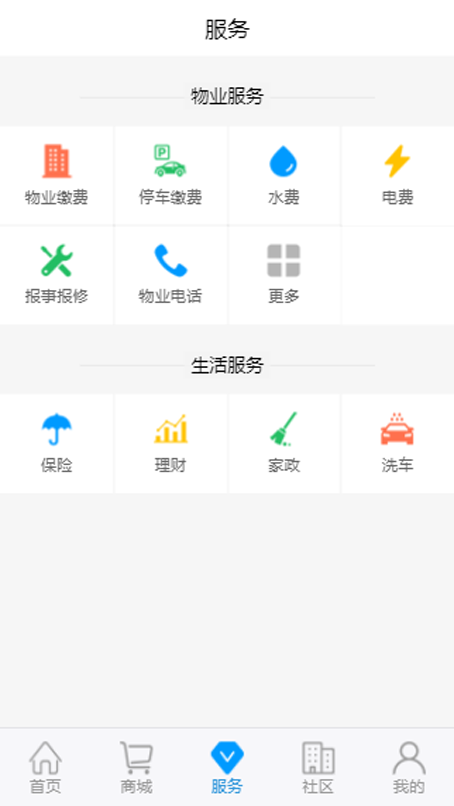 服务
物业服务
P
物业缴费 停车缴费 水费 电费
报事报修 物业电话 更多
生活服务
保险 理财 家政 洗车
首页 商城 服务 社区 我的